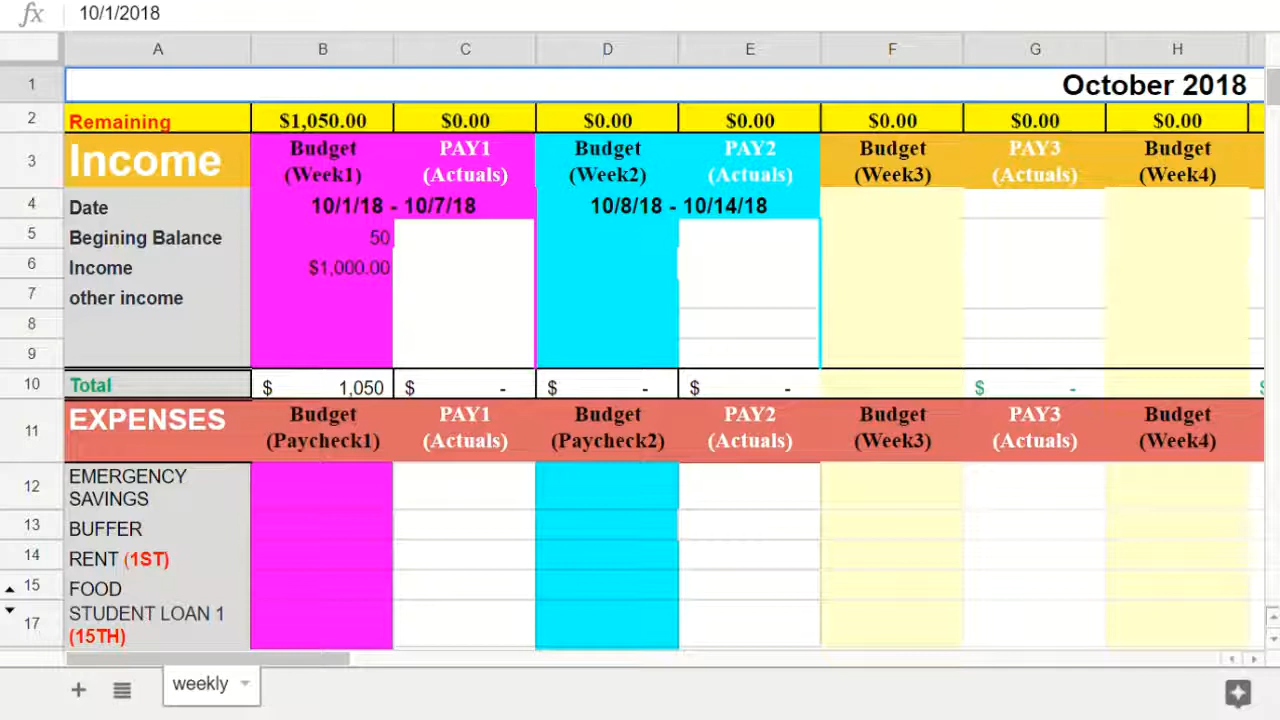 fx 10/1/2018
A B C D E F G H
1 October 2018
2 Remaining $1,050.00 $0.00 $0.00 $0.00 $0.00 $0.00 $0.00
3 Income Budget (Week1) PAY1 (Actuals) Budget (Week2) PAY2 (Actuals) Budget (Week3) PAY3 (Actuals) Budget (Week4)
4 Date 10/1/18 - 10/7/18 10/8/18 - 10/14/18
5 Begining Balance 50
6 Income $1,000.00
7 other income
8
9
10 Total $ 1,050 $ - $ - $ - $ -
11 EXPENSES Budget (Paycheck1) PAY1 (Actuals) Budget (Paycheck2) PAY2 (Actuals) Budget (Week3) PAY3 (Actuals) Budget (Week4)
12 EMERGENCY SAVINGS
13 BUFFER
14 RENT (1ST)
15 FOOD
17 STUDENT LOAN 1 (15TH)
weekly